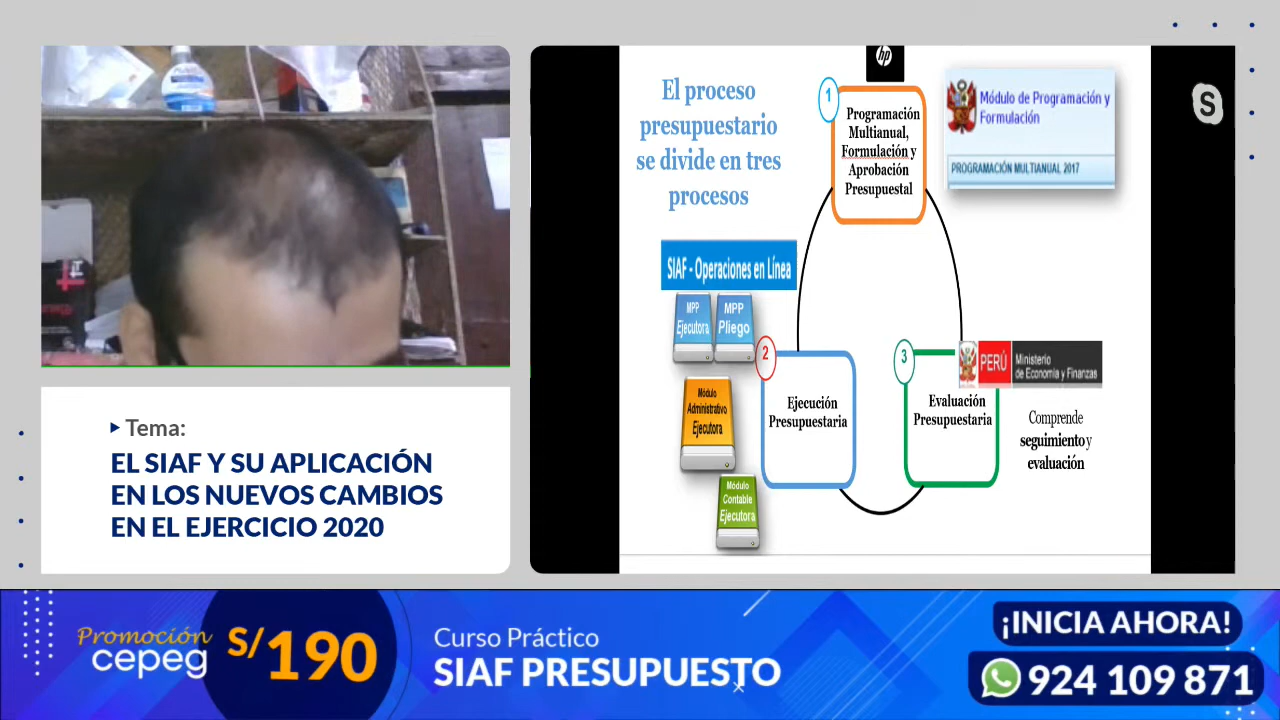 Tema:
EL SIAF Y SU APLICACIÓN
EN LOS NUEVOS CAMBIOS
EN EL EJERCICIO 2020
hp
El proceso
presupuestario
se divide en tres
procesos
1
Programación
Multianual,
Formulación y
Aprobación
Presupuestal
Módulo de Programación y
Formulación
PROGRAMACIÓN MULTIANUAL 2017
S
SIAF - Operaciones en Línea
MPP
Ejecutora
MPP
Pliego
Módulo
Administrativo
Ejecutora
Módulo
Contable
Ejecutora
2
Ejecución
Presupuestaria
3
Evaluación
Presupuestaria
PERÚ
Ministerio
de Economía y Finanzas
Comprende
seguimiento y
evaluación
Promoción
cepeg
S/190
Curso Práctico
SIAF PRESUPUESTO
¡INICIA AHORA!
924 109 871